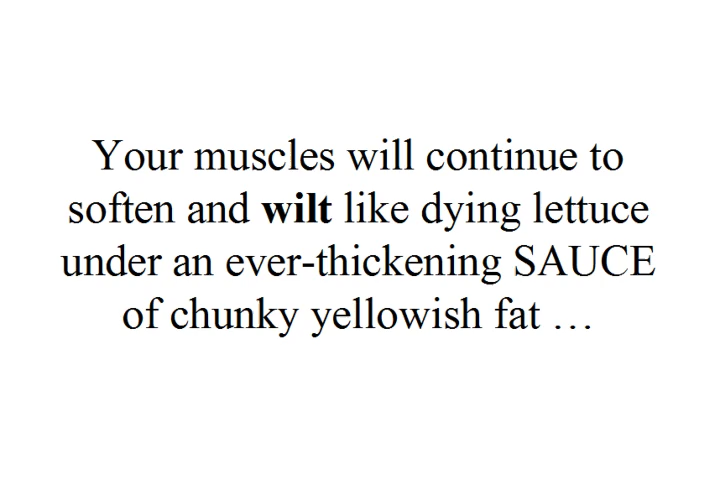 Your muscles will continue to
soften and wilt like dying lettuce
under an ever-thickening SAUCE
of chunky yellowish fat …